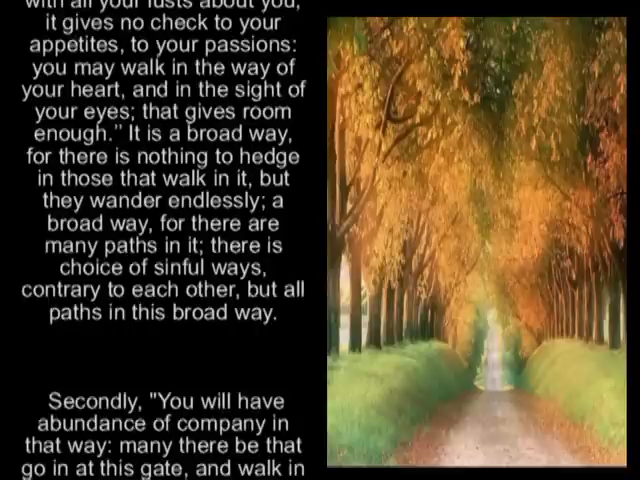 with all your lusts about you;
it gives no check to your
appetites, to your passions:
you may walk in the way of
your heart, and in the sight of
your eyes; that gives room
enough." It is a broad way,
for there is nothing to hedge
in those that walk in it, but
they wander endlessly; a
broad way, for there are
many paths in it; there is
choice of sinful ways,
contrary to each other, but all
paths in this broad way.
Secondly, "You will have
abundance of company in
that way: many there be that
go in at this gate, and walk in